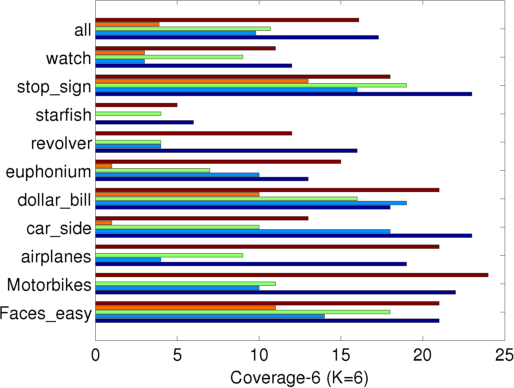 all
watch
stop_sign
starfish
revolver
euphonium
dollar_bill
car_side
airplanes
Motorbikes
Faces_easy
0 5 10 15 20 25
Coverage-6 (K=6)